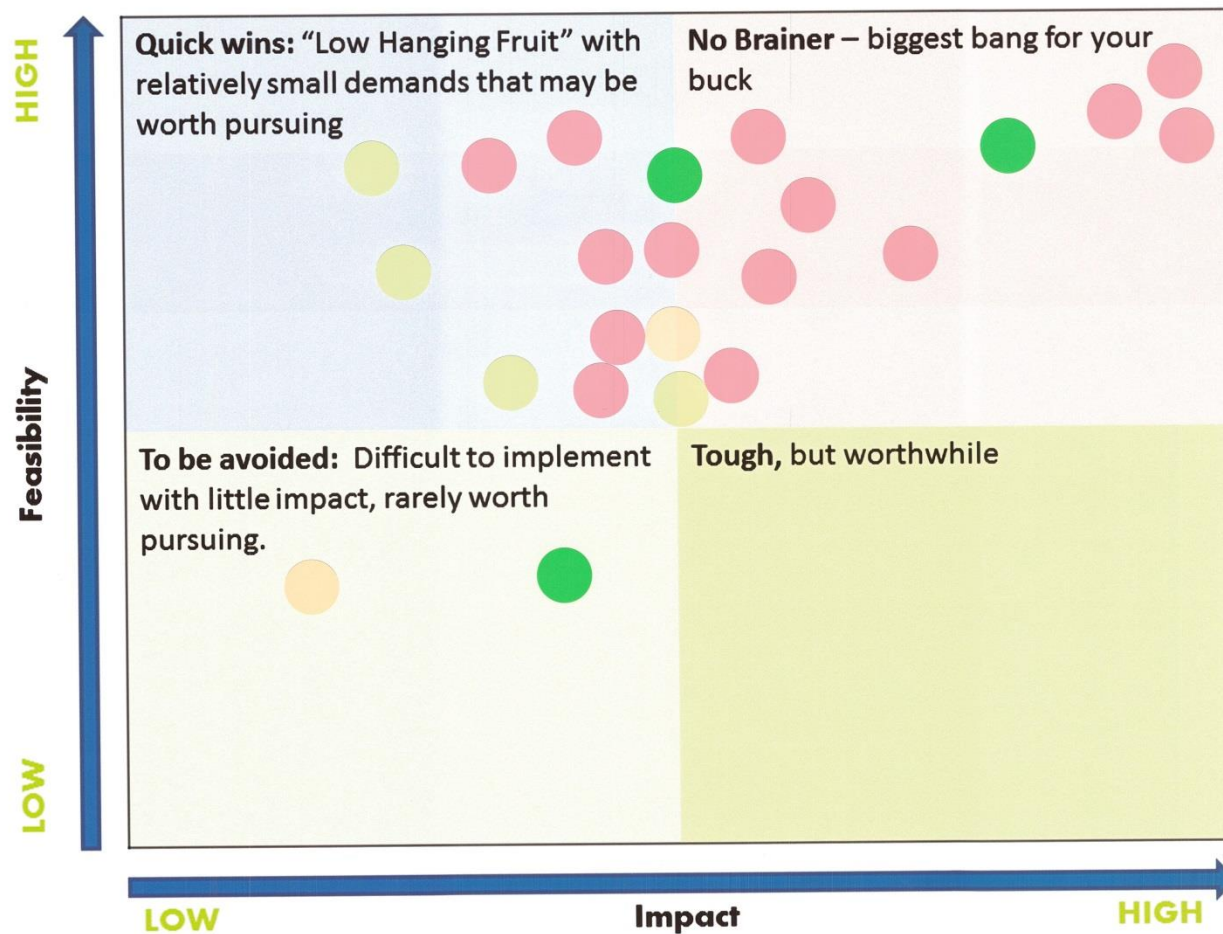 HIGH
Quick wins: “Low Hanging Fruit” with
relatively small demands that may be
worth pursuing
No Brainer – biggest bang for your
buck
Feasibility
To be avoided:  Difficult to implement
with little impact, rarely worth
pursuing.
Tough, but worthwhile
LOW
LOW
Impact
HIGH